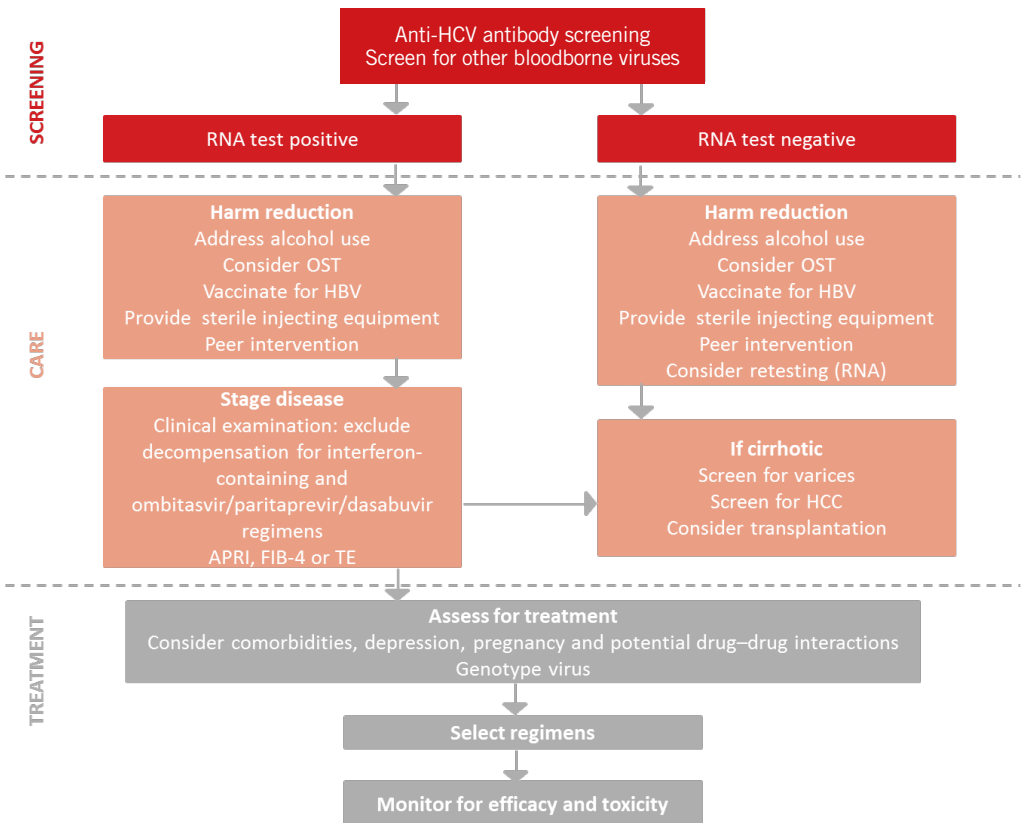 SCREENING
Anti-HCV antibody screening
Screen for other bloodborne viruses
RNA test positive
RNA test negative
CARE
Harm reduction
Address alcohol use
Consider OST
Vaccinate for HBV
Provide sterile injecting equipment
Peer intervention
Harm reduction
Address alcohol use
Consider OST
Vaccinate for HBV
Provide sterile injecting equipment
Peer intervention
Consider retesting (RNA)
Stage disease
Clinical examination: exclude
decompensation for interferon-
containing and
ombitasvir/paritaprevir/dasabuvir
regimens
APRI, FIB-4 or TE
If cirrhotic
Screen for varices
Screen for HCC
Consider transplantation
TREATMENT
Assess for treatment
Consider comorbidities, depression, pregnancy and potential drug–drug interactions
Genotype virus
Select regimens
Monitor for efficacy and toxicity